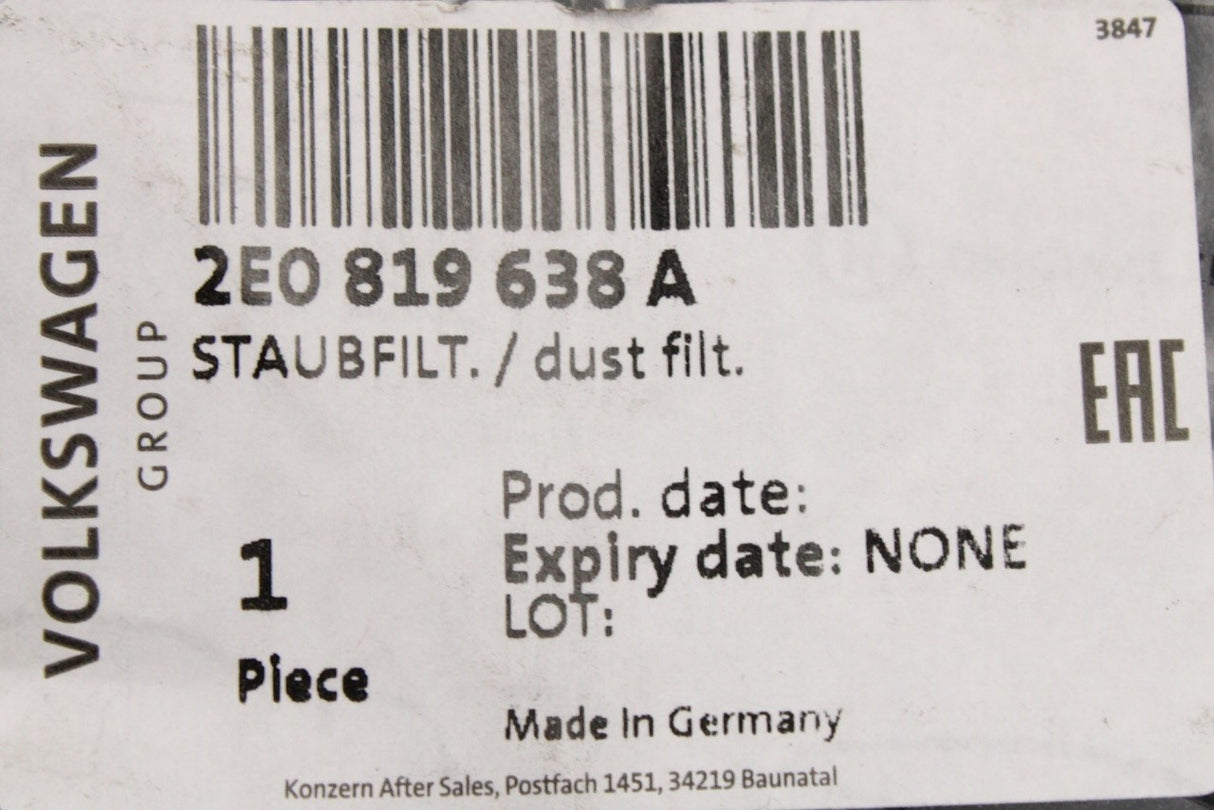 3847
VOLKSWAGEN
GROUP
2E0 819 638 A
STAUBFILT. / dust filt.
EAC
Prod. date:
Expiry date: NONE
LOT:
1
Piece
Made In Germany
Konzern After Sales, Postfach 1451, 34219 Baunatal